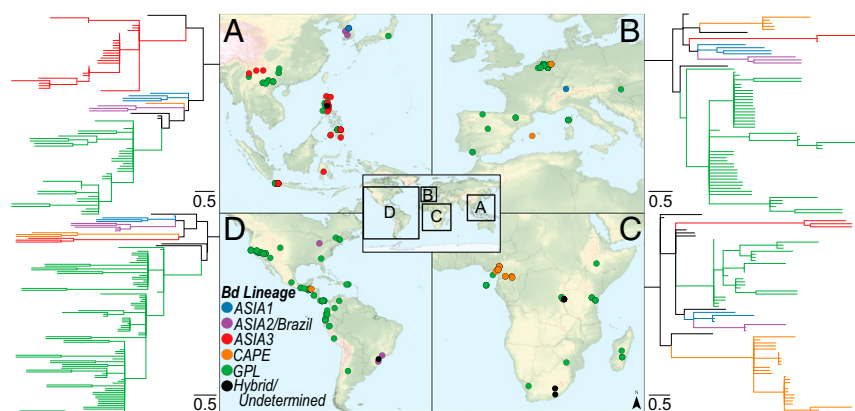 A
B
0.5
0.5
B
A
D
C
D
C
Bd Lineage
ASIA1
ASIA2/Brazil
ASIA3
CAPE
GPL
Hybrid/
Undetermined
N
0.5
0.5